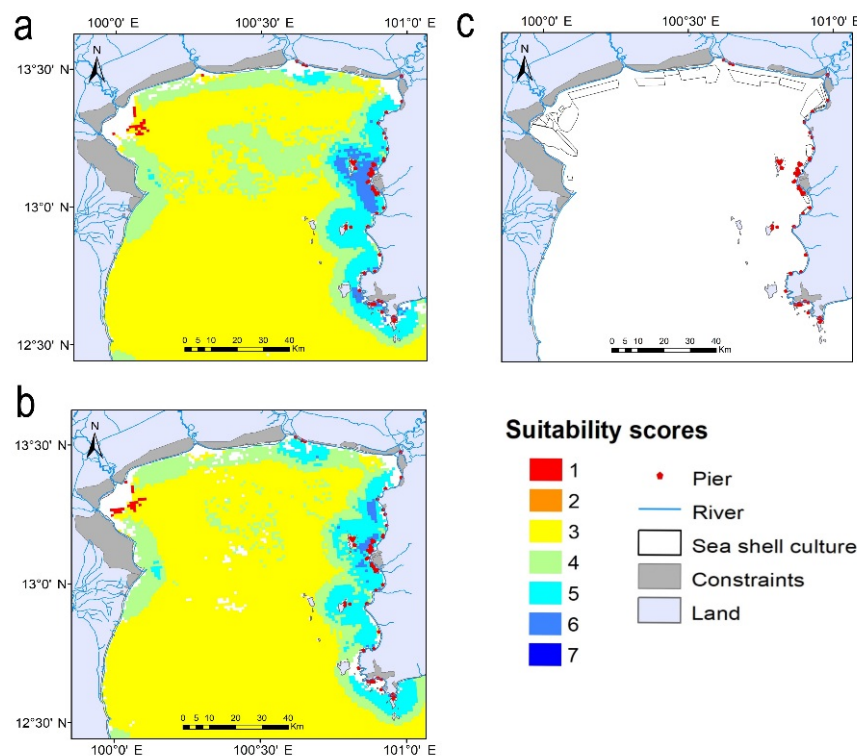 a
100°0' E 100°30' E 101°0' E
N
13°30' N
13°0' N
12°30' N
0 5 10 20 30 40
Km
b
N
13°30' N
13°0' N
12°30' N
0 5 10 20 30 40
Km
100°0' E 100°30' E 101°0' E
c
100°0' E 100°30' E 101°0' E
N
0 5 10 20 30 40
Km
Suitability scores
1
2
3
4
5
6
7
Pier
River
Sea shell culture
Constraints
Land